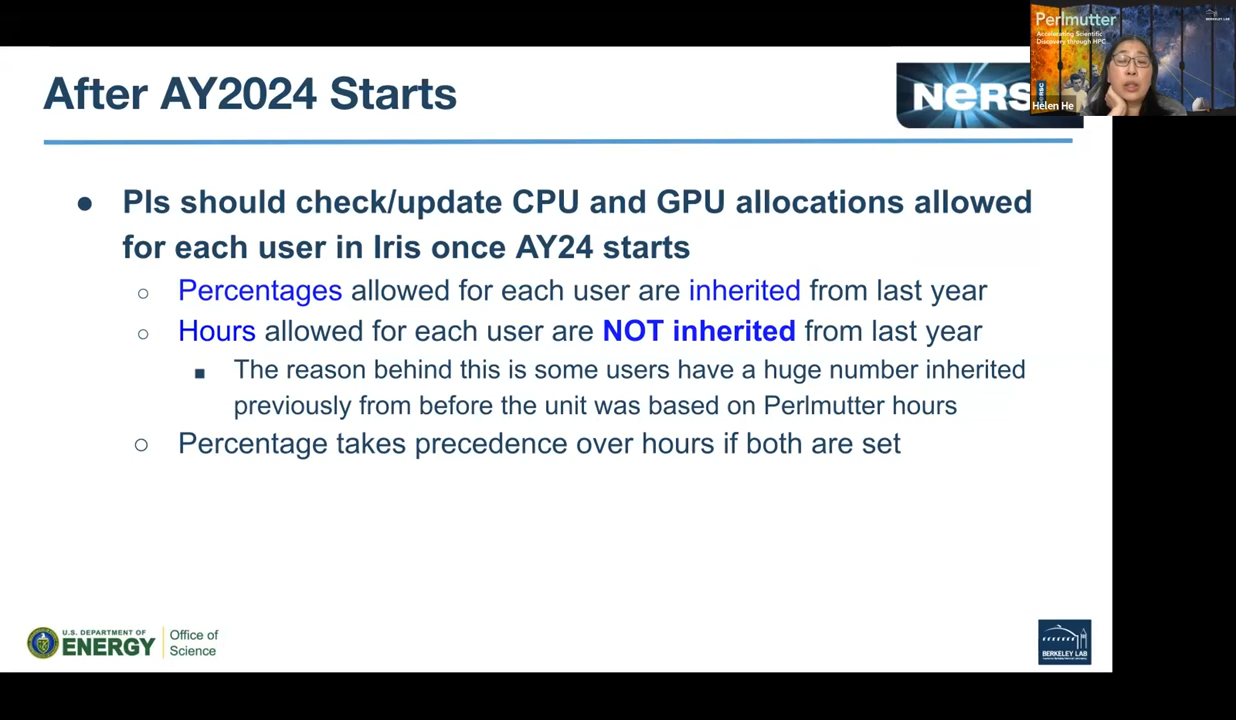 After AY2024 Starts
NERS
Perlmutter
Accelerating Scientific
Discovery through HPC
BERKELEY LAB
Helen He
● PIs should check/update CPU and GPU allocations allowed
for each user in Iris once AY24 starts
○ Percentages allowed for each user are inherited from last year
○ Hours allowed for each user are NOT inherited from last year
■ The reason behind this is some users have a huge number inherited
previously from before the unit was based on Perlmutter hours
○ Percentage takes precedence over hours if both are set
U.S. DEPARTMENT OF
ENERGY
Office of
Science
BERKELEY LAB